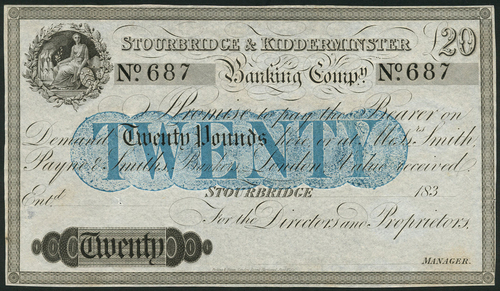 STOURBRIDGE & KIDDERMINSTER £20
No 687 Banking Compy. No 687
I Promise to pay the Bearer on
Demand Twenty Pounds here or at Messrs Smith,
TWENTY
Payne & Smiths, Bankers London, Value received.
STOURBRIDGE 183
Entd.
For the Directors and Proprietors,
Twenty
MANAGER.